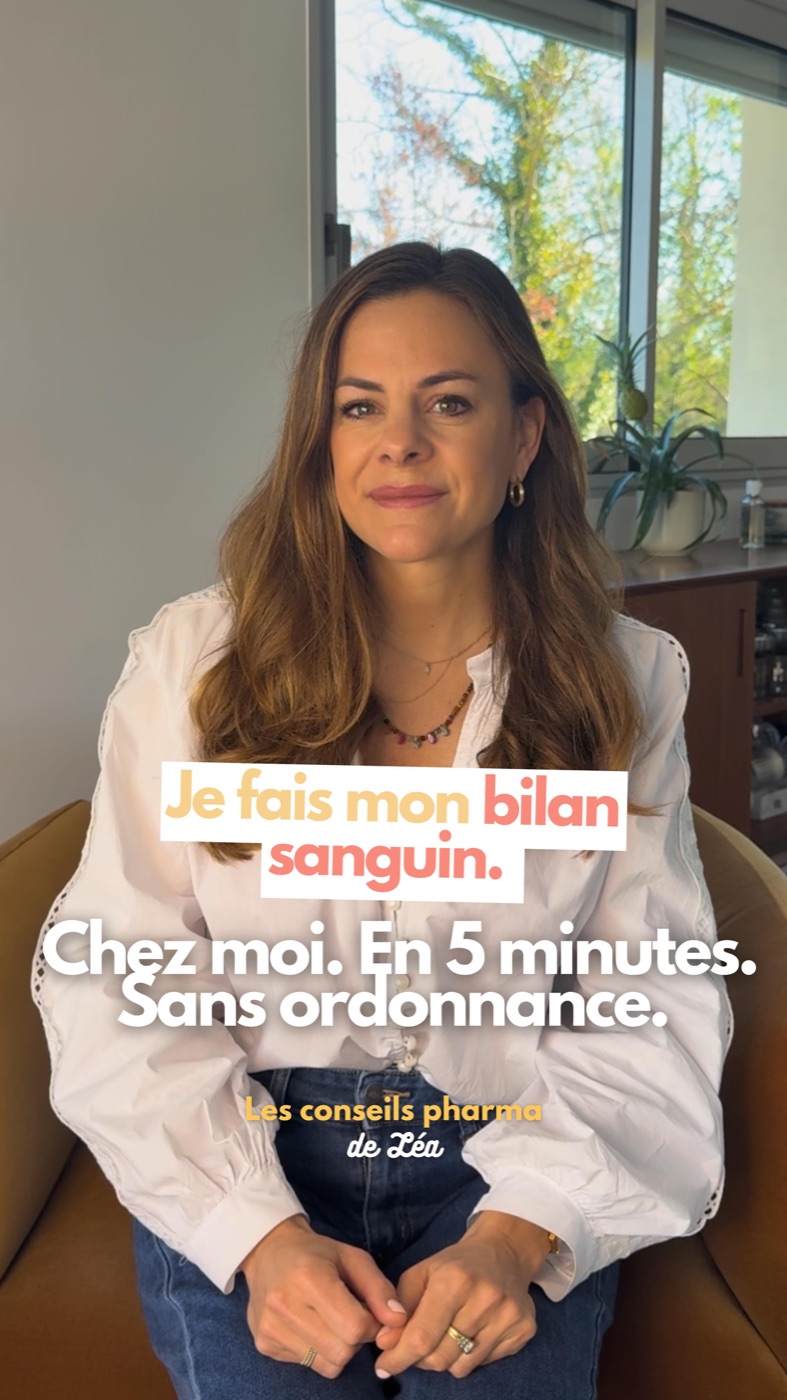 Je fais mon bilan
sanguin.
Chez moi. En 5 minutes.
Sans ordonnance.
Les conseils pharma
de Léa